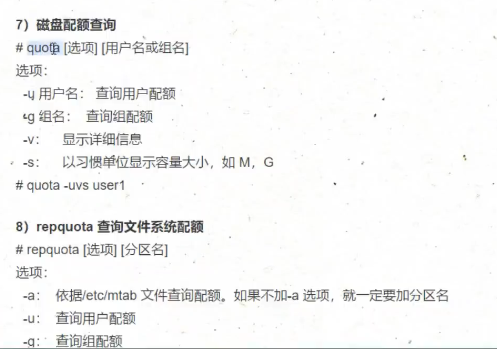 7）磁盘配额查询
# quota [选项] [用户名或组名]
选项：
-u 用户名： 查询用户配额
-g 组名： 查询组配额
-v： 显示详细信息
-s： 以习惯单位显示容量大小，如 M，G
# quota -uvs user1
8）repquota 查询文件系统配额
# repquota [选项] [分区名]
选项：
-a： 依据/etc/mtab 文件查询配额。如果不加-a 选项，就一定要加分区名
-u： 查询用户配额
-g： 查询组配额